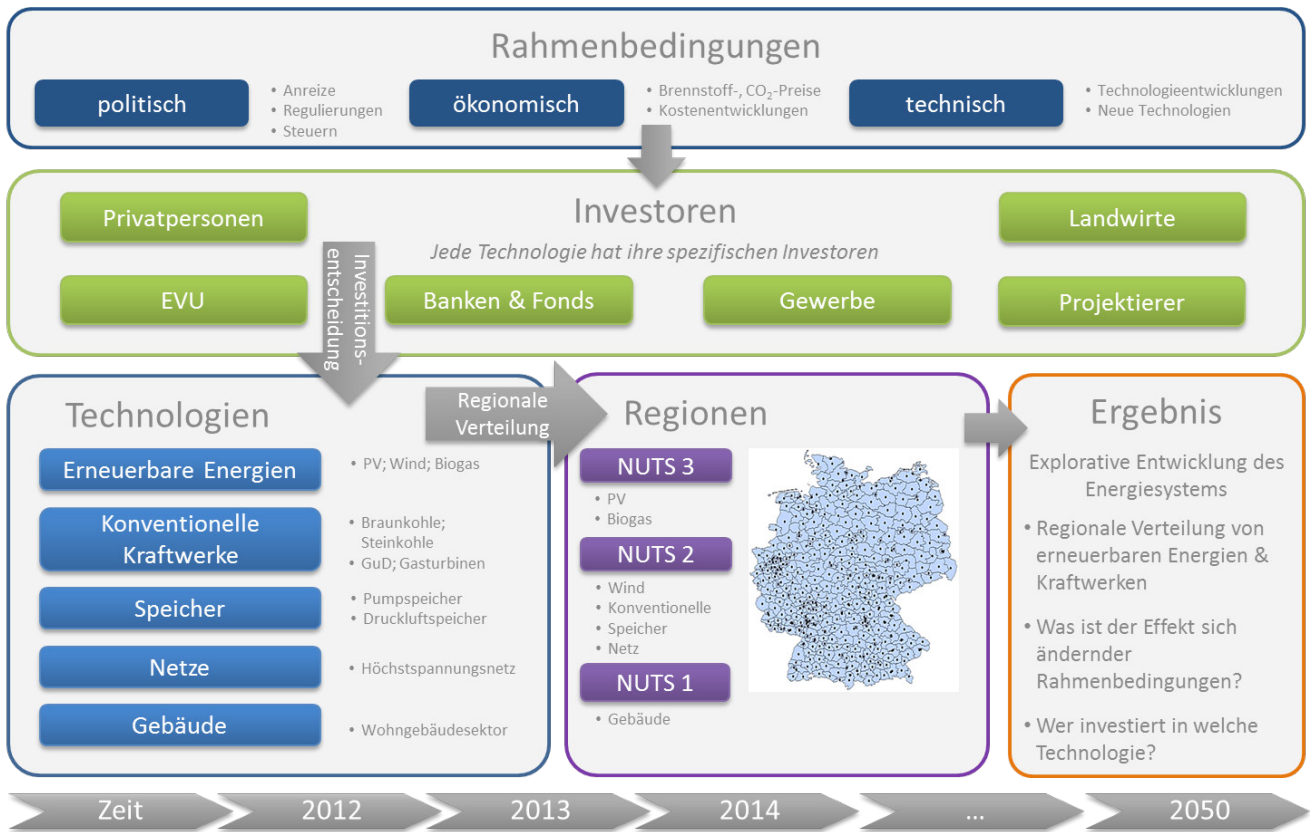 Rahmenbedingungen
politisch
• Anreize
• Regulierungen
• Steuern
ökonomisch
• Brennstoff-, CO₂-Preise
• Kostenentwicklungen
technisch
• Technologieentwicklungen
• Neue Technologien
Investoren
Jede Technologie hat ihre spezifischen Investoren
Privatpersonen
Landwirte
EVU
Banken & Fonds
Gewerbe
Projektierer
Investitions-
entscheidung
Technologien
Erneuerbare Energien
• PV; Wind; Biogas
Konventionelle
Kraftwerke
• Braunkohle;
Steinkohle
• GuD; Gasturbinen
Speicher
• Pumpspeicher
• Druckluftspeicher
Netze
• Höchstspannungsnetz
Gebäude
• Wohngebäudesektor
Regionale
Verteilung
Regionen
NUTS 3
• PV
• Biogas
NUTS 2
• Wind
• Konventionelle
• Speicher
• Netz
NUTS 1
• Gebäude
Ergebnis
Explorative Entwicklung des
Energiesystems
• Regionale Verteilung von
erneuerbaren Energien &
Kraftwerken
• Was ist der Effekt sich
ändernder
Rahmenbedingungen?
• Wer investiert in welche
Technologie?
Zeit
2012
2013
2014
...
2050